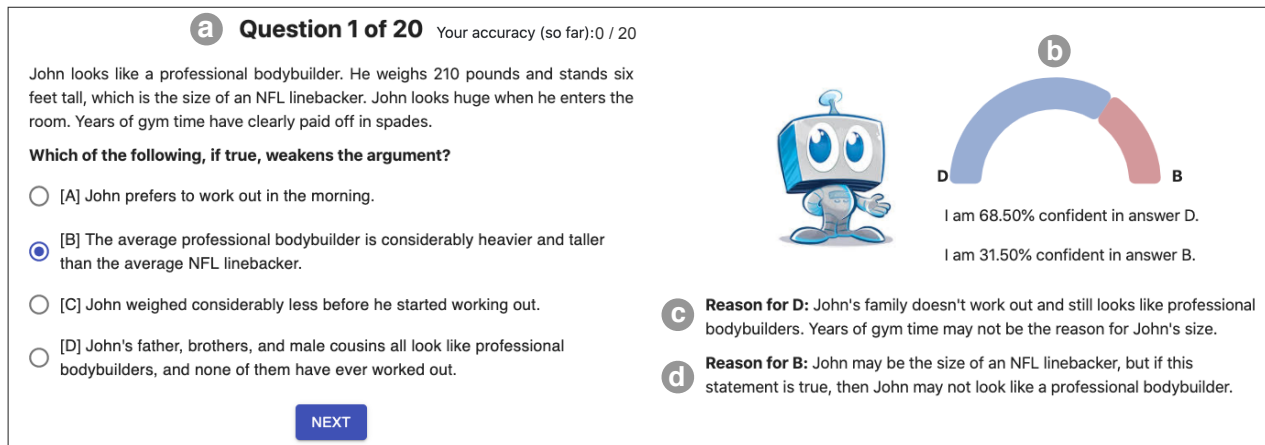 a Question 1 of 20 Your accuracy (so far):0 / 20
John looks like a professional bodybuilder. He weighs 210 pounds and stands six
feet tall, which is the size of an NFL linebacker. John looks huge when he enters the
room. Years of gym time have clearly paid off in spades.
Which of the following, if true, weakens the argument?
[A] John prefers to work out in the morning.
[B] The average professional bodybuilder is considerably heavier and taller
than the average NFL linebacker.
[C] John weighed considerably less before he started working out.
[D] John's father, brothers, and male cousins all look like professional
bodybuilders, and none of them have ever worked out.
NEXT
b
D B
I am 68.50% confident in answer D.
I am 31.50% confident in answer B.
c Reason for D: John's family doesn't work out and still looks like professional
bodybuilders. Years of gym time may not be the reason for John's size.
d Reason for B: John may be the size of an NFL linebacker, but if this
statement is true, then John may not look like a professional bodybuilder.